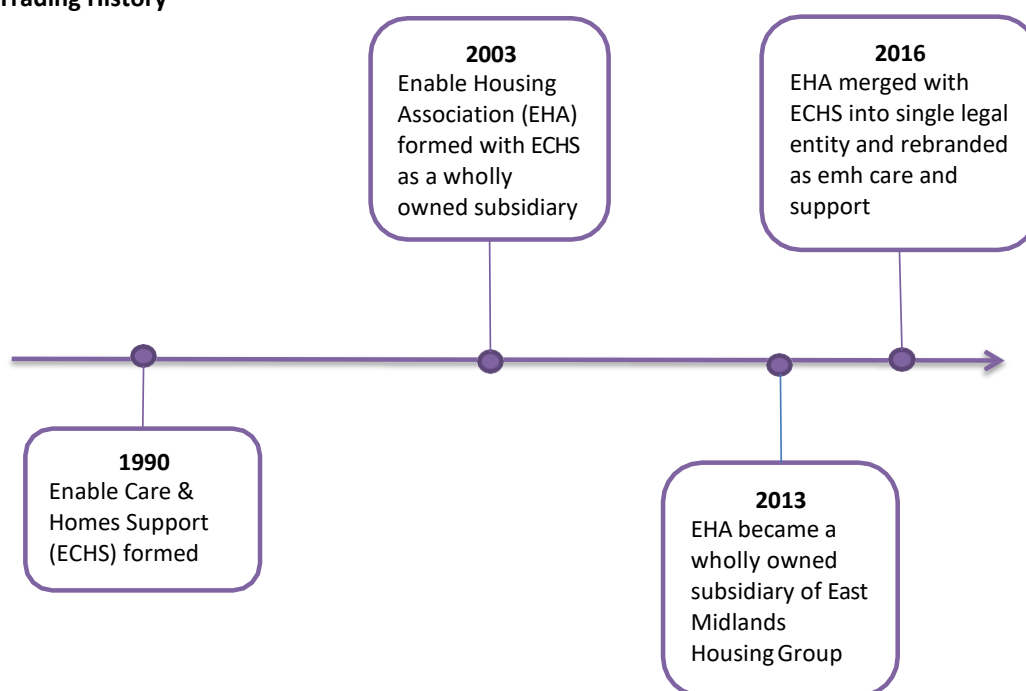 Trading History
2003
Enable Housing
Association (EHA)
formed with ECHS
as a wholly
owned subsidiary
2016
EHA merged with
ECHS into single legal
entity and rebranded
as emh care and
support
1990
Enable Care &
Homes Support
(ECHS) formed
2013
EHA became a
wholly owned
subsidiary of East
Midlands
Housing Group